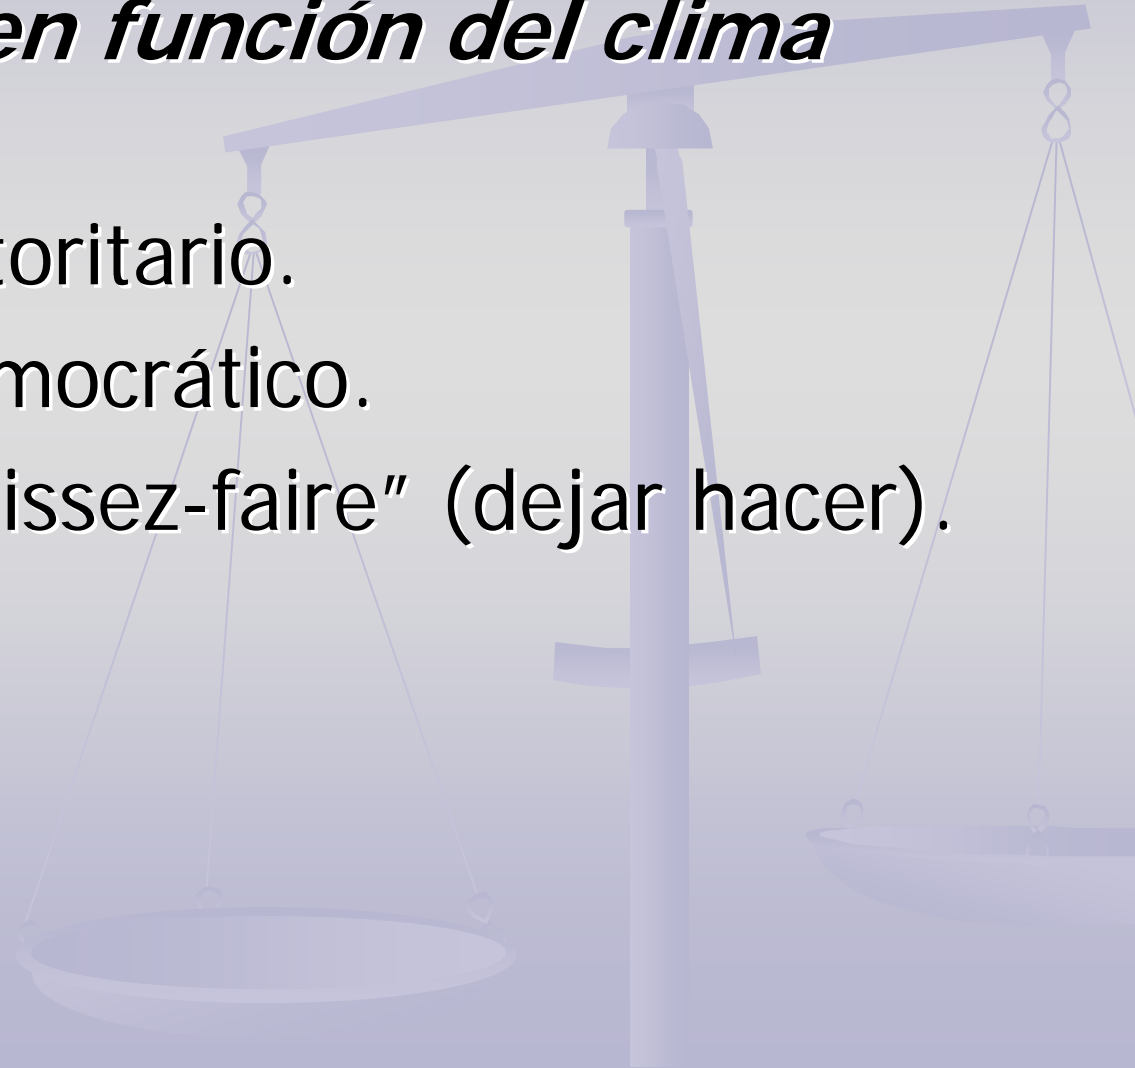 en función del clima
toritario.
mocrático.
issez-faire” (dejar hacer).